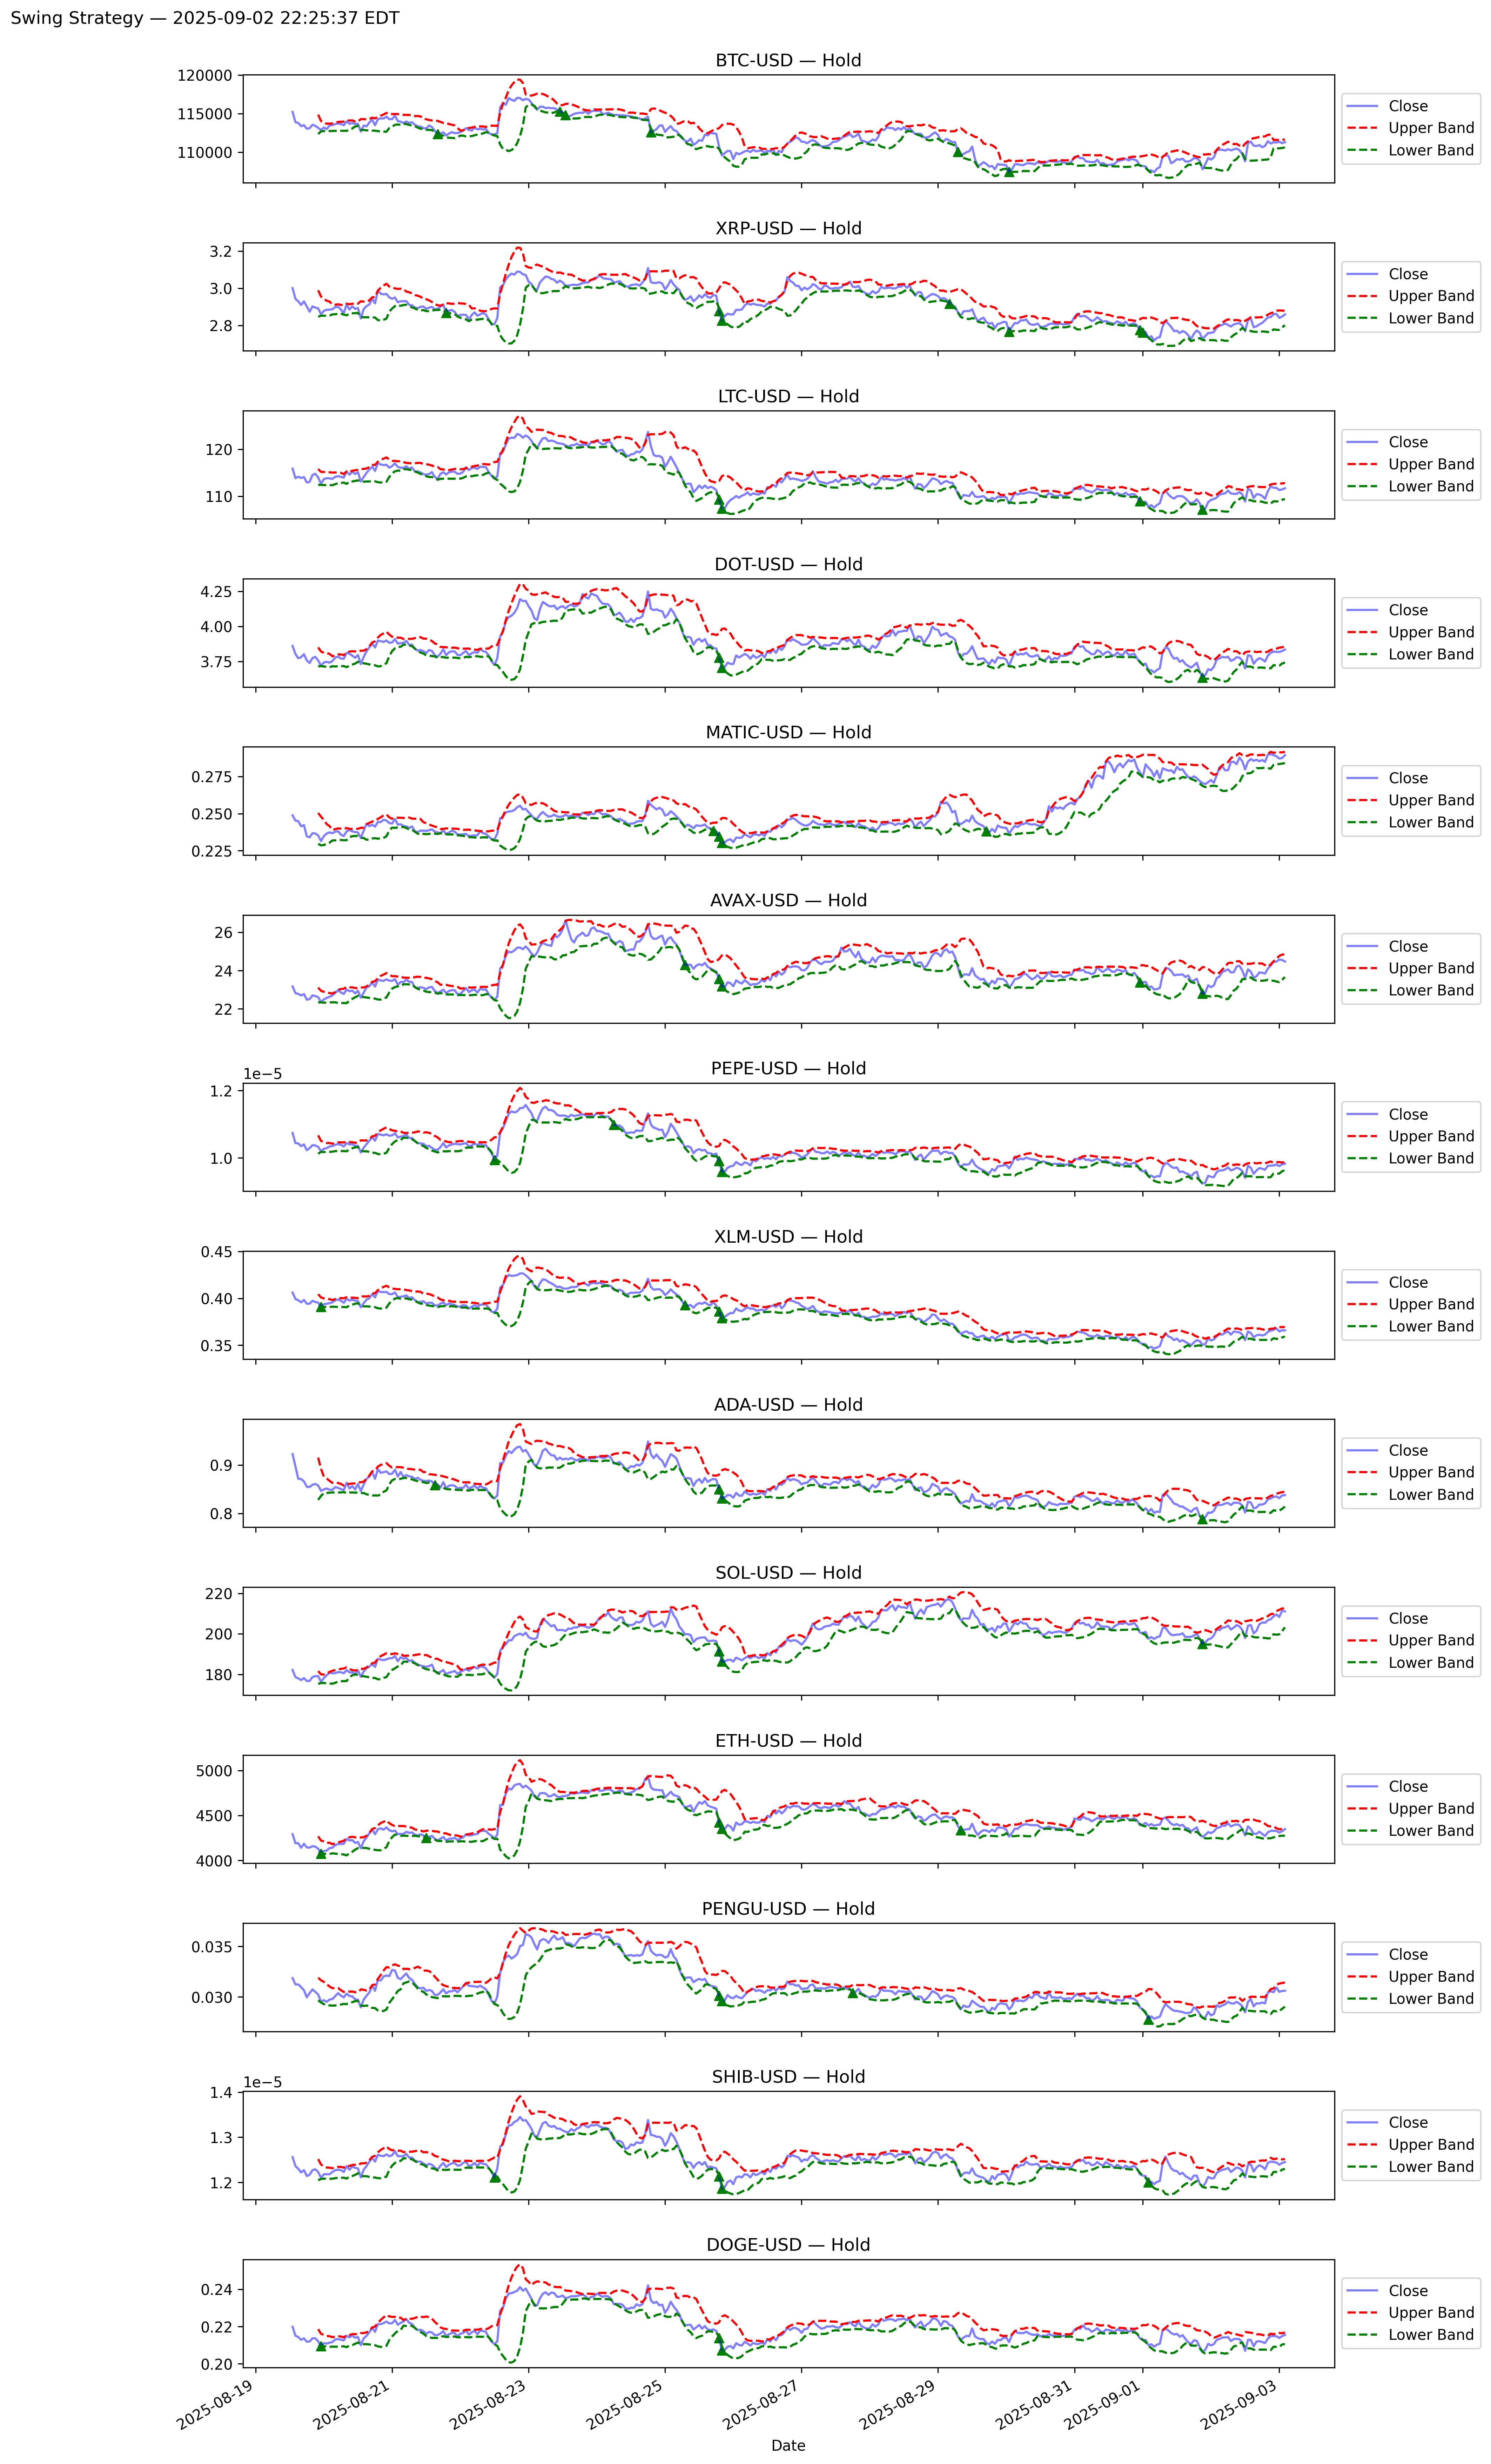 Swing Strategy — 2025-09-02 22:25:37 EDT
BTC-USD — Hold
120000
115000
110000
Close
Upper Band
Lower Band
XRP-USD — Hold
3.2
3.0
2.8
Close
Upper Band
Lower Band
LTC-USD — Hold
120
110
Close
Upper Band
Lower Band
DOT-USD — Hold
4.25
4.00
3.75
Close
Upper Band
Lower Band
MATIC-USD — Hold
0.275
0.250
0.225
Close
Upper Band
Lower Band
AVAX-USD — Hold
26
24
22
Close
Upper Band
Lower Band
PEPE-USD — Hold
1e−5
1.2
1.0
Close
Upper Band
Lower Band
XLM-USD — Hold
0.45
0.40
0.35
Close
Upper Band
Lower Band
ADA-USD — Hold
0.9
0.8
Close
Upper Band
Lower Band
SOL-USD — Hold
220
200
180
Close
Upper Band
Lower Band
ETH-USD — Hold
5000
4500
4000
Close
Upper Band
Lower Band
PENGU-USD — Hold
0.035
0.030
Close
Upper Band
Lower Band
SHIB-USD — Hold
1e−5
1.4
1.3
1.2
Close
Upper Band
Lower Band
DOGE-USD — Hold
0.24
0.22
0.20
Close
Upper Band
Lower Band
2025-08-19
2025-08-21
2025-08-23
2025-08-25
2025-08-27
2025-08-29
2025-08-31
2025-09-01
2025-09-03
Date